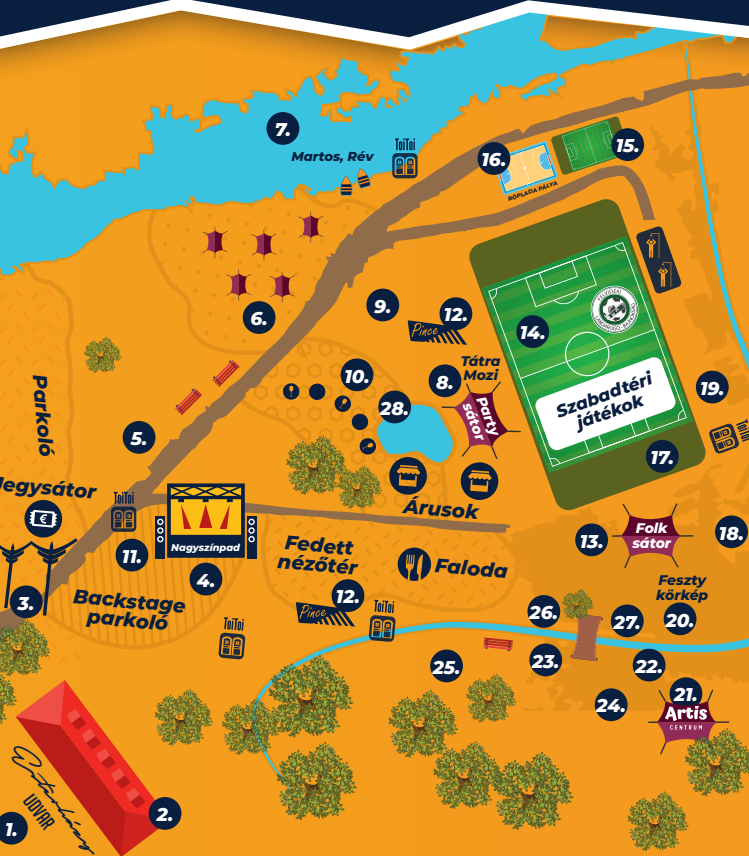 7.
Martos, Rév
ToiToi
16.
15.
RÖPLABDA PÁLYA
6.
9.
Pince
12.
14.
Szabadtéri
játékok
17.
19.
ToiToi
Tátra
Mozi
8.
Party
sátor
10.
28.
Parkoló
5.
Jegysátor
€
ToiToi
11.
Nagyszínpad
4.
Árusok
Fedett
nézőtér
Faloda
13.
Folk
sátor
18.
Feszty
körkép
20.
3.
Backstage
parkoló
ToiToi
Pince
12.
ToiToi
26.
27.
25.
23.
22.
24.
21.
Artis
CENTRUM
Esterházy
UDVAR
1.
2.